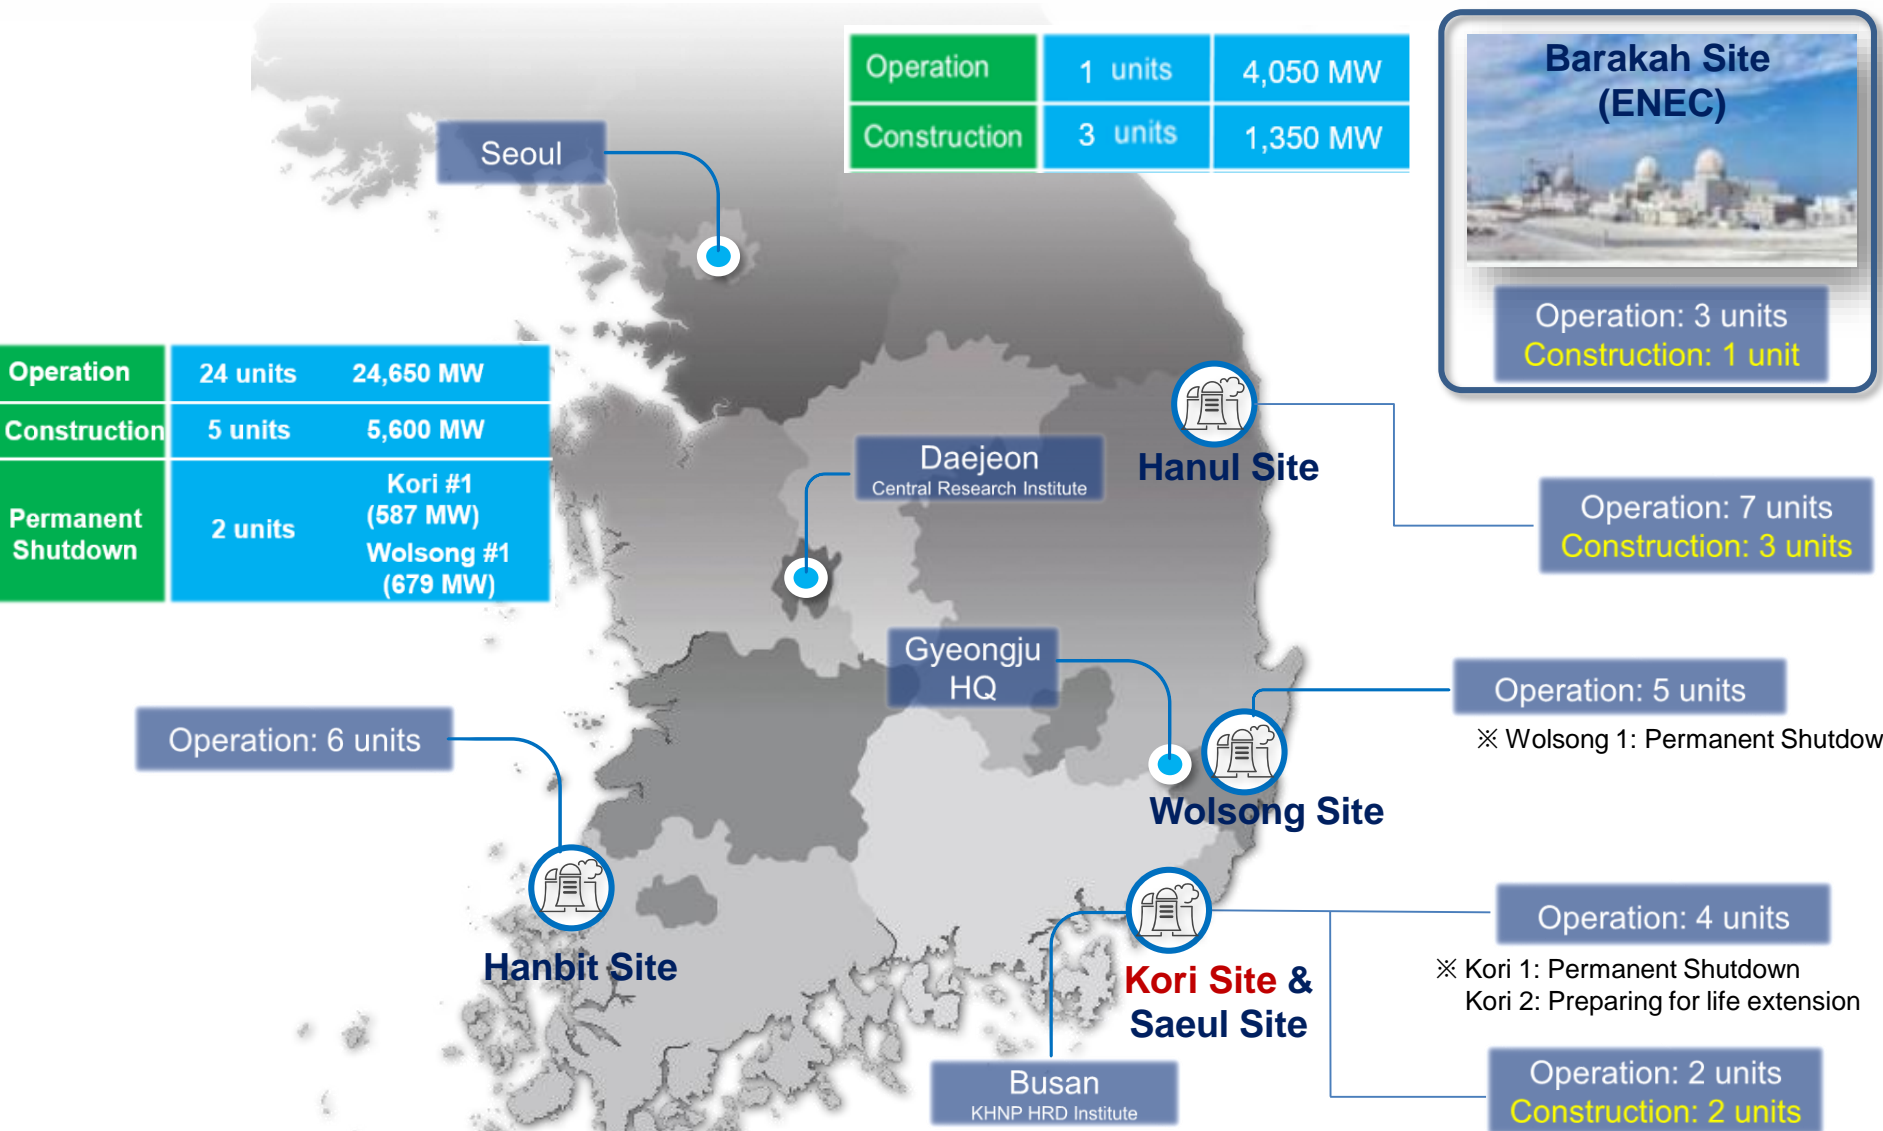 Operation 1 units 4,050 MW
Construction 3 units 1,350 MW
Barakah Site
(ENEC)
Operation: 3 units
Construction: 1 unit
Seoul
Operation 24 units 24,650 MW
Construction 5 units 5,600 MW
Permanent
Shutdown
2 units
Kori #1
(587 MW)
Wolsong #1
(679 MW)
Daejeon
Central Research Institute
Hanul Site
Operation: 7 units
Construction: 3 units
Gyeongju
HQ
Operation: 5 units
※ Wolsong 1: Permanent Shutdow
Wolsong Site
Operation: 6 units
Hanbit Site
Kori Site &
Saeul Site
Operation: 4 units
※ Kori 1: Permanent Shutdown
Kori 2: Preparing for life extension
Busan
KHNP HRD Institute
Operation: 2 units
Construction: 2 units